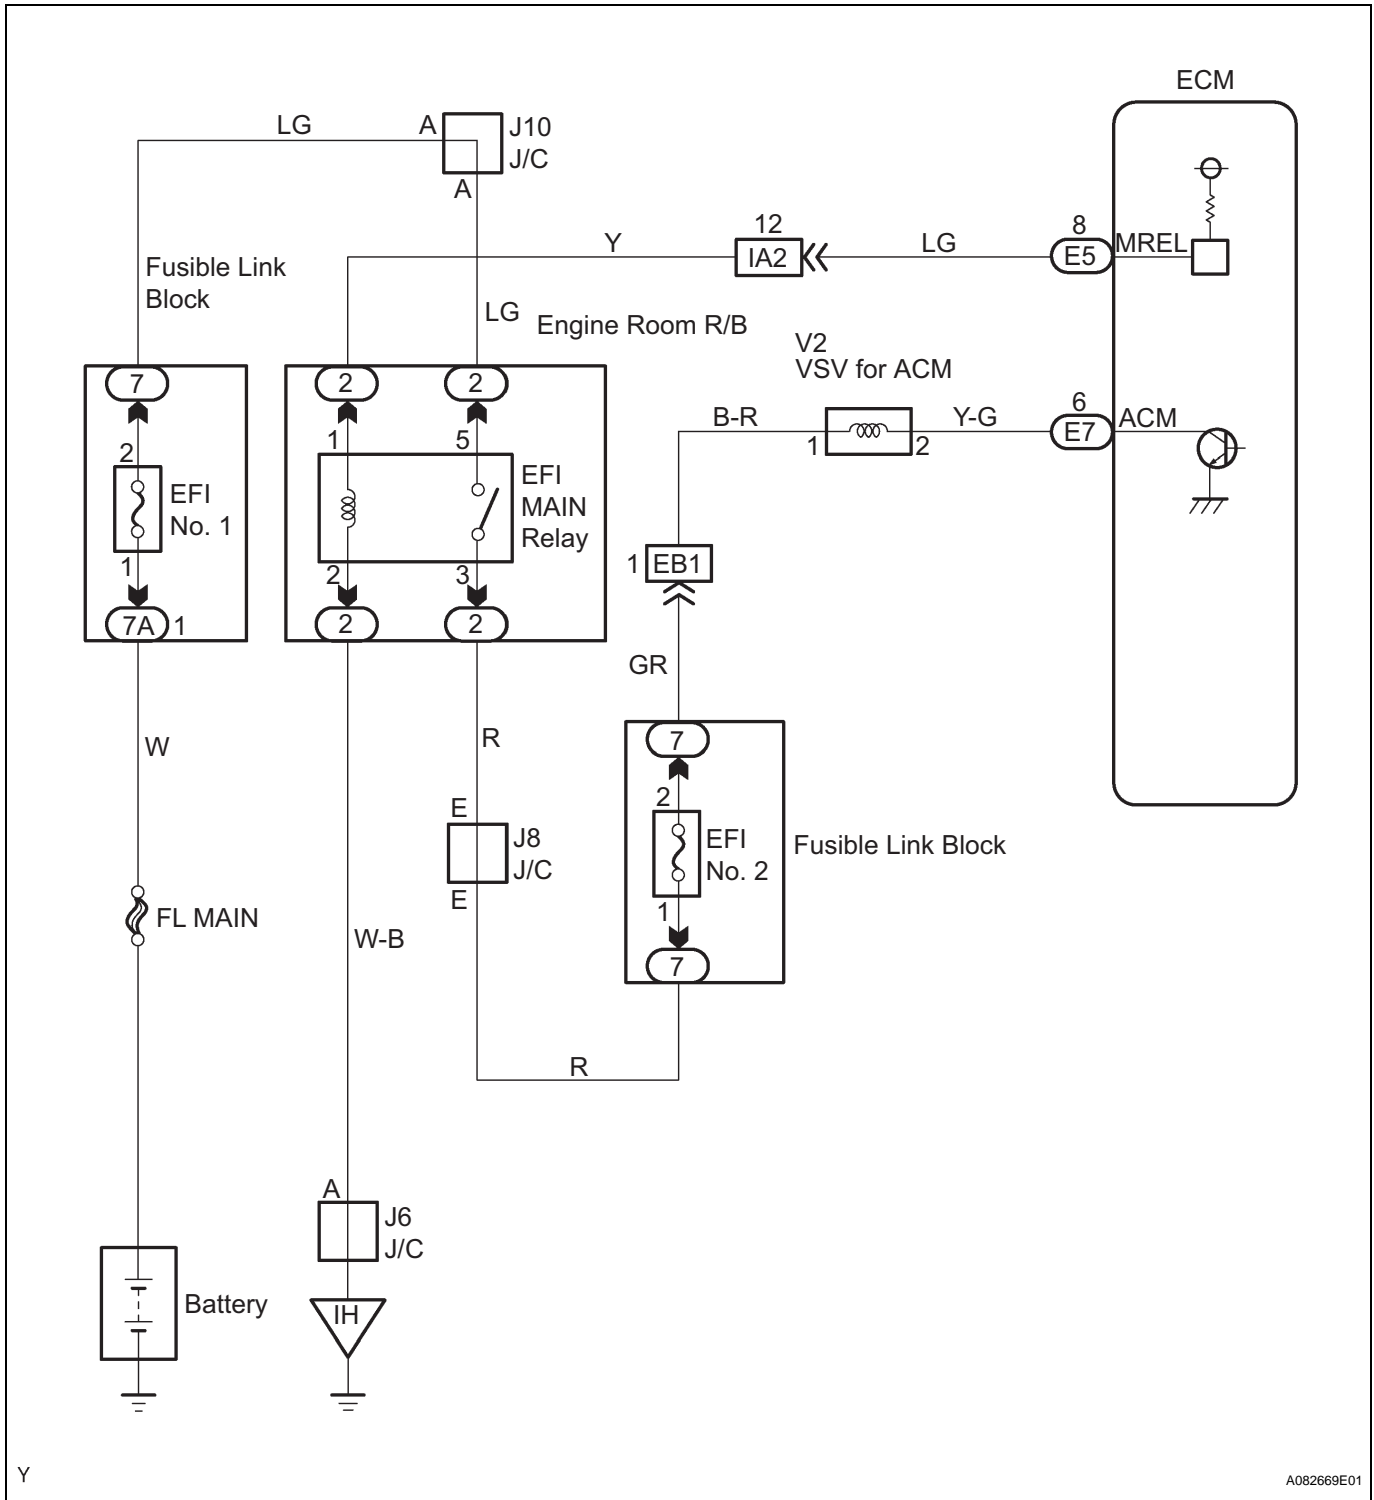 ECM
LG
A
J10
J/C
A
12
8
Y
IA2
LG
E5
MREL
Fusible Link
Block
LG
Engine Room R/B
V2
VSV for ACM
7
2
2
6
B-R
Y-G
E7
ACM
1
5
1
2
2
EFI
No. 1
EFI
MAIN
Relay
1
2
3
1
EB1
7A
1
2
2
GR
W
R
7
2
E
J8
J/C
EFI
No. 2
Fusible Link Block
E
1
FL MAIN
W-B
7
R
A
J6
J/C
Battery
IH
Y
A082669E01